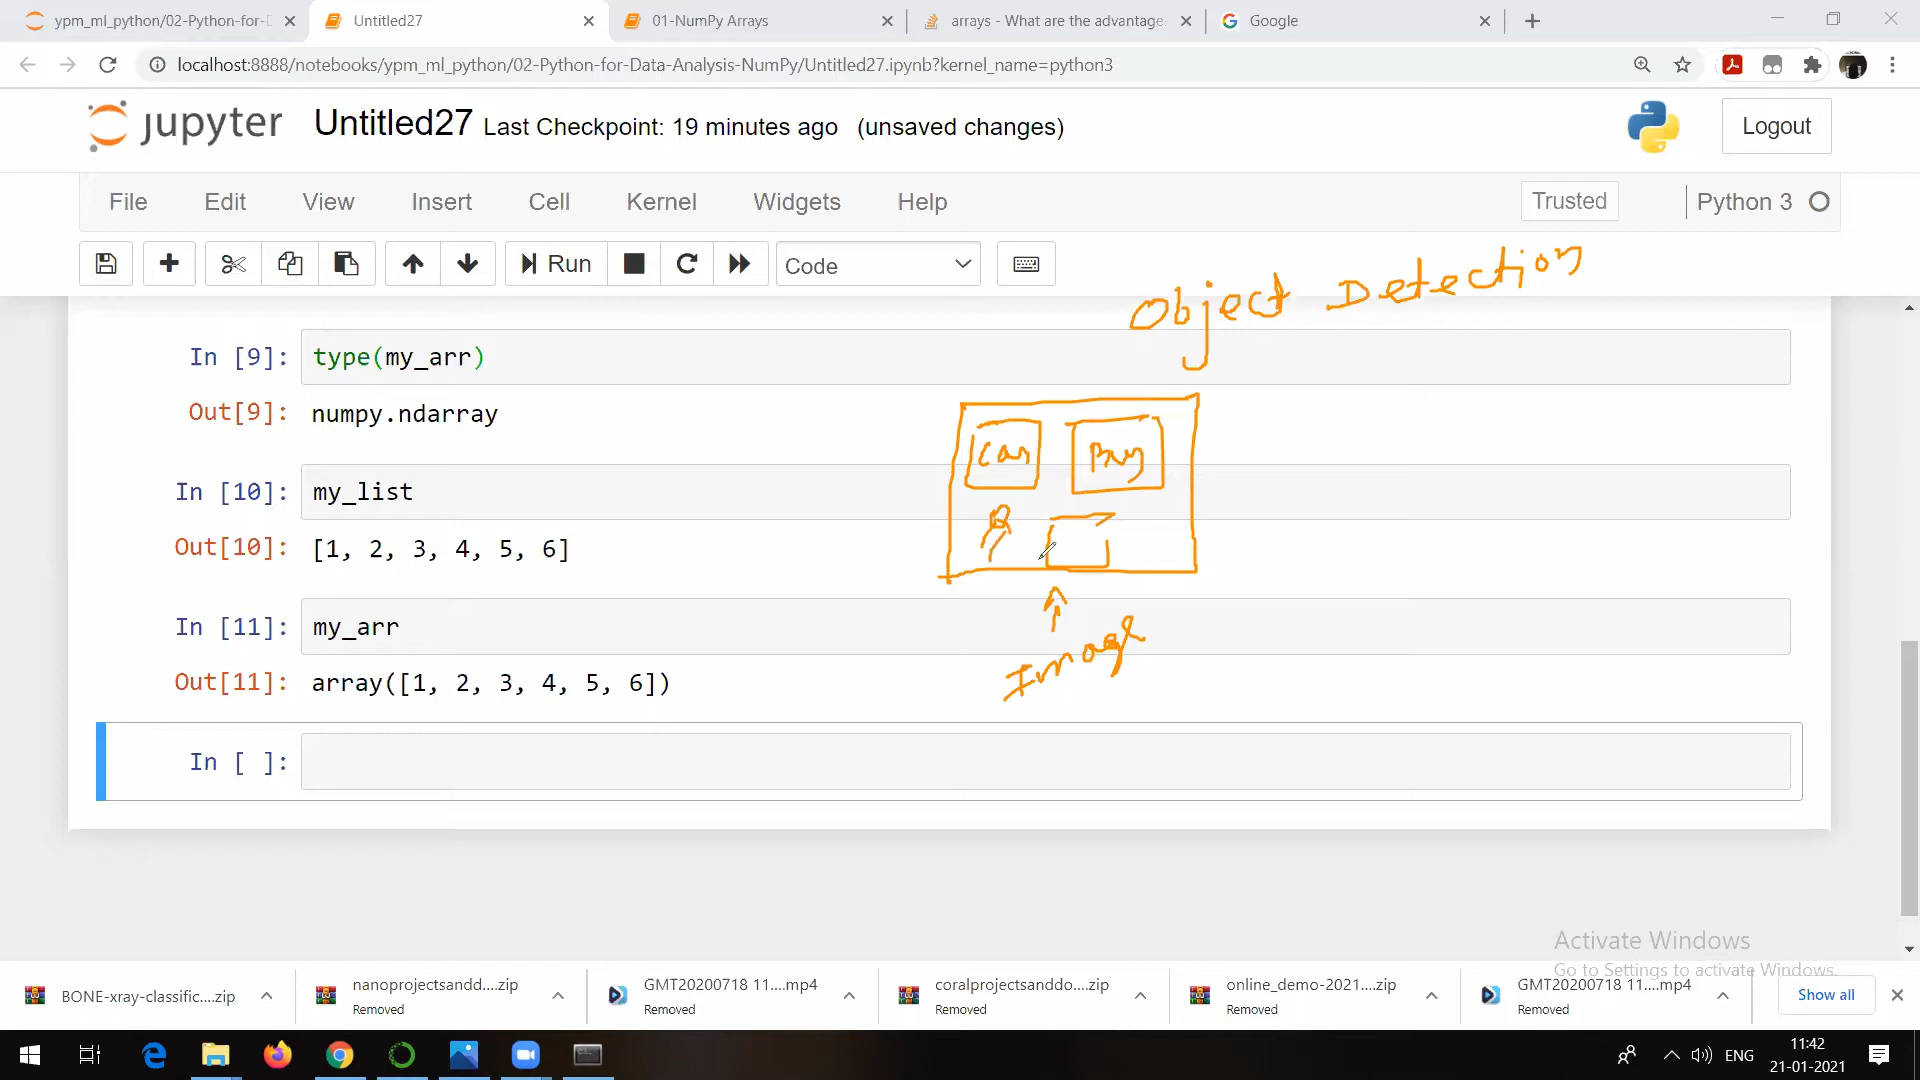 ypm_ml_python/02-Python-for-D
Untitled27
01-NumPy Arrays
arrays - What are the advantage
Google
localhost:8888/notebooks/ypm_ml_python/02-Python-for-Data-Analysis-NumPy/Untitled27.ipynb?kernel_name=python3
jupyter Untitled27 Last Checkpoint: 19 minutes ago (unsaved changes)
Logout
File Edit View Insert Cell Kernel Widgets Help
Trusted
Python 3
Run
Code
Object Detection
In [9]: type(my_arr)
Out[9]: numpy.ndarray
Car
In [10]: my_list
Out[10]: [1, 2, 3, 4, 5, 6]
In [11]: my_arr
Image
Out[11]: array([1, 2, 3, 4, 5, 6])
In [ ]:
Activate Windows
Go to Settings to activate Windows.
BONE-xray-classific....zip
nanoprojectsandd....zip
Removed
GMT20200718 11....mp4
Removed
coralprojectsanddo....zip
Removed
online_demo-2021....zip
Removed
GMT20200718 11....mp4
Removed
Show all
ENG
11:42
21-01-2021